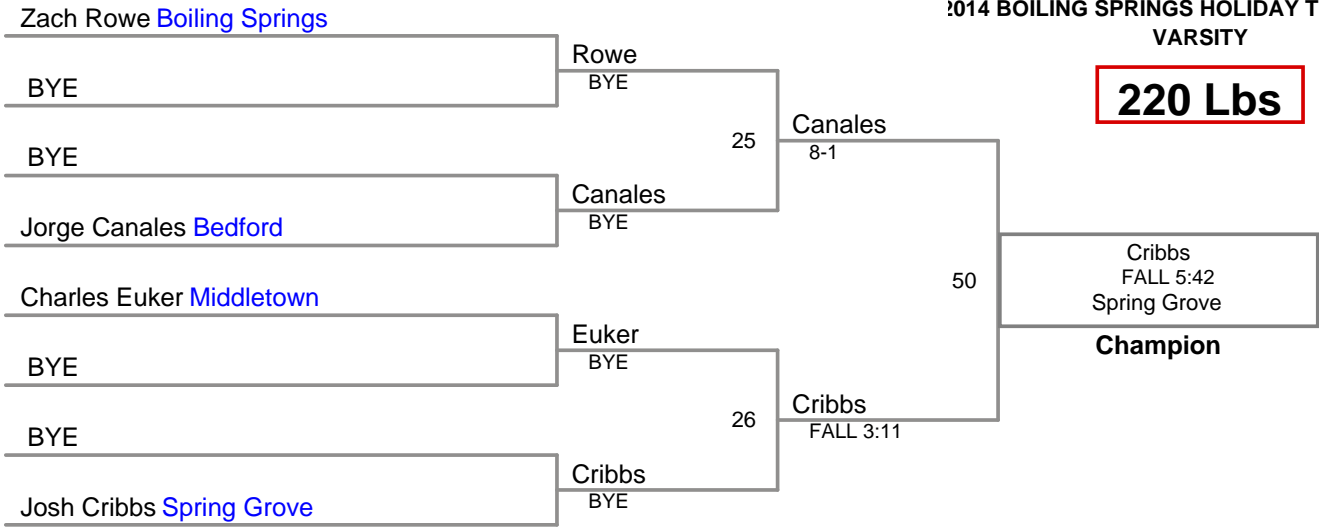 2014 BOILING SPRINGS HOLIDAY T
VARSITY
220 Lbs
Zach Rowe Boiling Springs
BYE
BYE
Jorge Canales Bedford
Charles Euker Middletown
BYE
BYE
Josh Cribbs Spring Grove
Rowe
BYE
Canales
BYE
Euker
BYE
Cribbs
BYE
25
26
Canales
8-1
Cribbs
FALL 3:11
50
Cribbs
FALL 5:42
Spring Grove
Champion